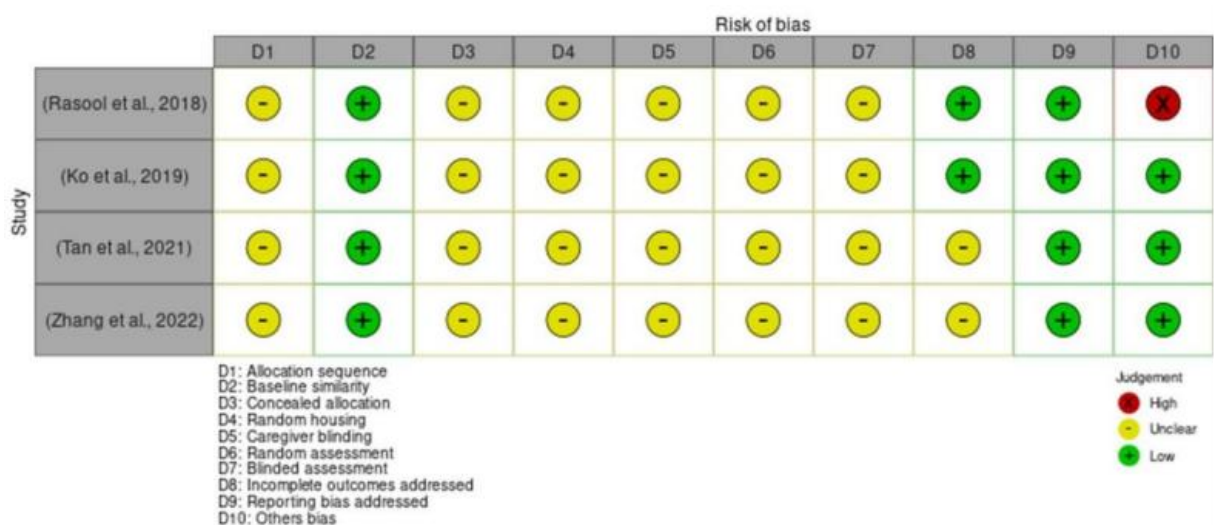 Risk of bias
D1 D2 D3 D4 D5 D6 D7 D8 D9 D10
Study
(Rasool et al., 2018) - + - - - - - + + X
(Ko et al., 2019) - + - - - - - + + +
(Tan et al., 2021) - + - - - - - - + +
(Zhang et al., 2022) - + - - - - - - + +
D1: Allocation sequence
D2: Baseline similarity
D3: Concealed allocation
D4: Random housing
D5: Caregiver blinding
D6: Random assessment
D7: Blinded assessment
D8: Incomplete outcomes addressed
D9: Reporting bias addressed
D10: Others bias
Judgement
X High
- Unclear
+ Low